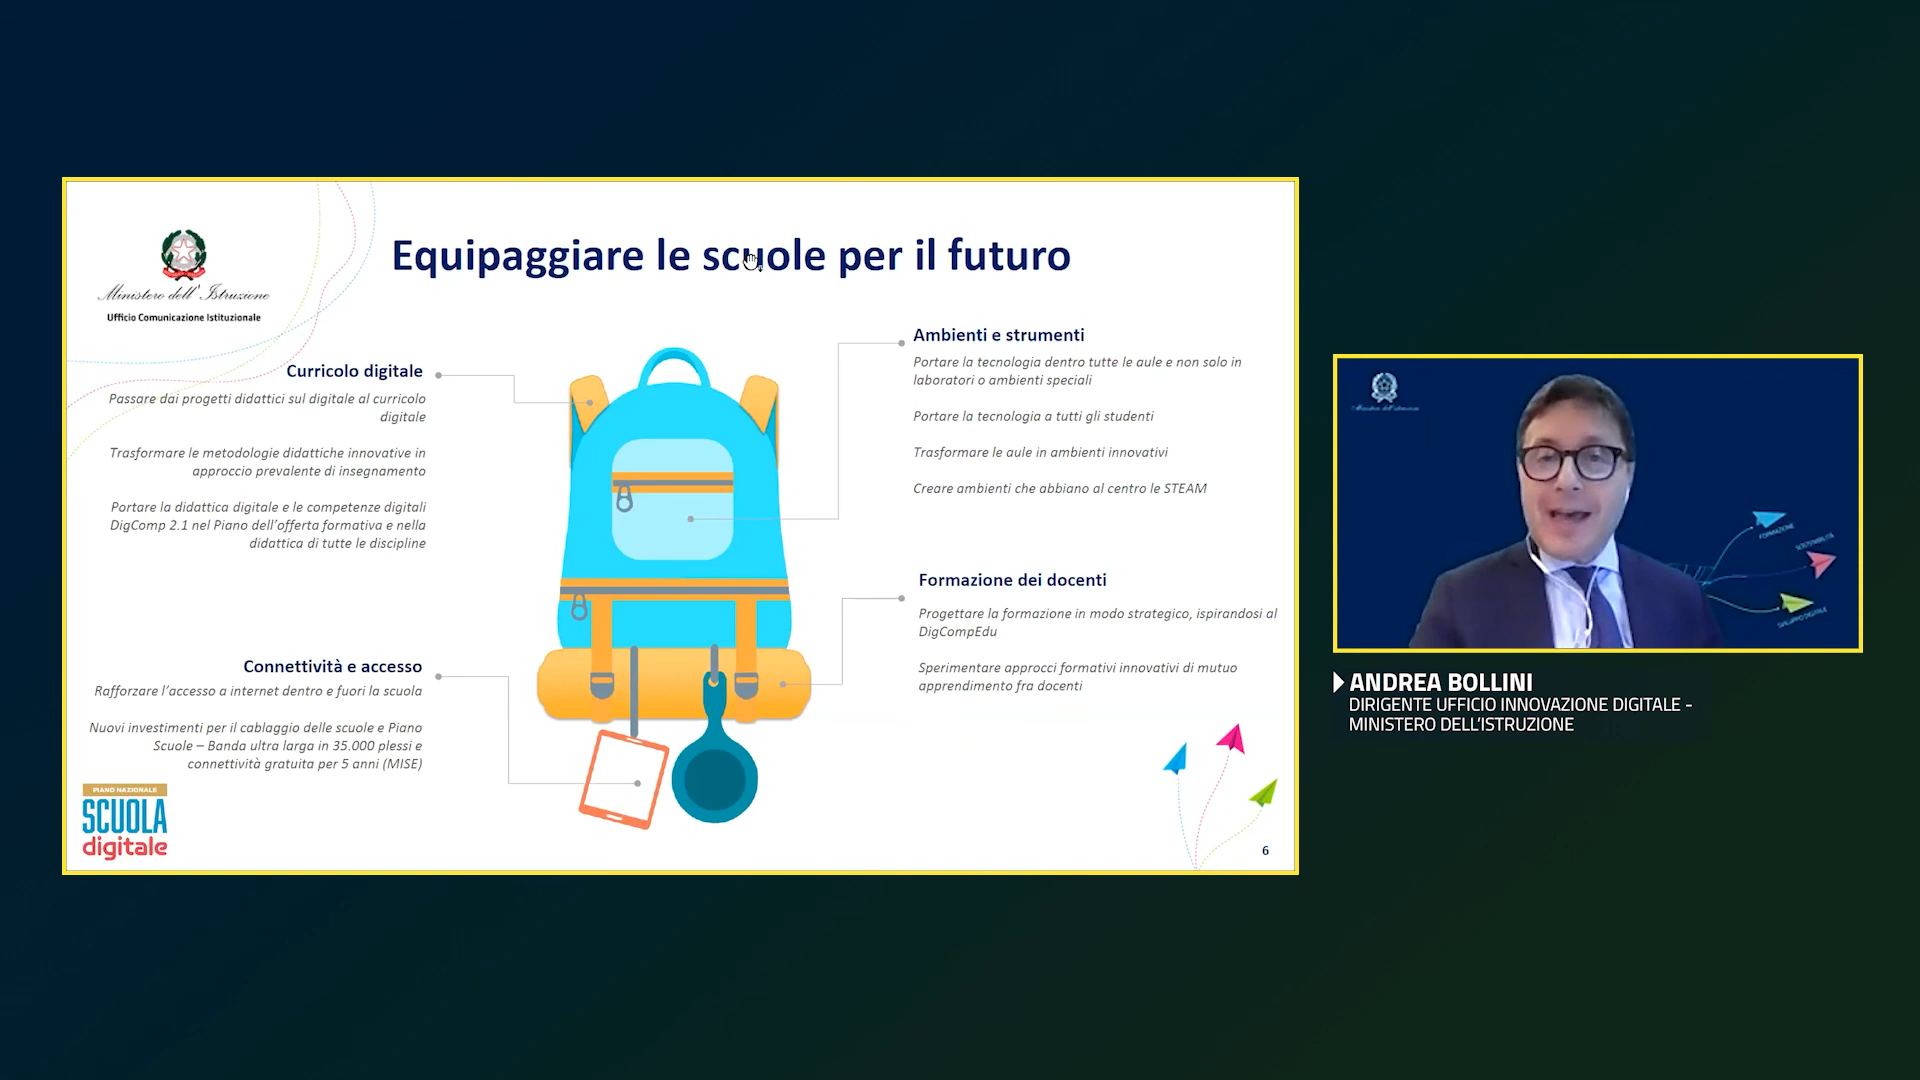 Equipaggiare le scuole per il futuro
Ministero dell'Istruzione
Ufficio Comunicazione Istituzionale
Curricolo digitale
Passare dai progetti didattici sul digitale al curricolo
digitale
Trasformare le metodologie didattiche innovative in
approccio prevalente di insegnamento
Portare la didattica digitale e le competenze digitali
DigComp 2.1 nel Piano dell'offerta formativa e nella
didattica di tutte le discipline
Connettività e accesso
Rafforzare l'accesso a internet dentro e fuori la scuola
Nuovi investimenti per il cablaggio delle scuole e Piano
Scuole – Banda ultra larga in 35.000 plessi e
connettività gratuita per 5 anni (MISE)
PIANO NAZIONALE
SCUOLA
digitale
Ambienti e strumenti
Portare la tecnologia dentro tutte le aule e non solo in
laboratori o ambienti speciali
Portare la tecnologia a tutti gli studenti
Trasformare le aule in ambienti innovativi
Creare ambienti che abbiano al centro le STEAM
Formazione dei docenti
Progettare la formazione in modo strategico, ispirandosi al
DigCompEdu
Sperimentare approcci formativi innovativi di mutuo
apprendimento fra docenti
6
Ministero dell'Istruzione
FORMAZIONE
SOSTENIBILITÀ
ANDREA BOLLINI
DIRIGENTE UFFICIO INNOVAZIONE DIGITALE -
MINISTERO DELL'ISTRUZIONE